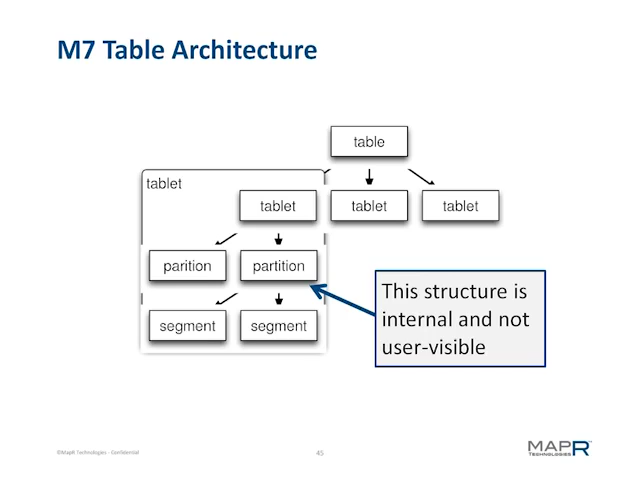 M7 Table Architecture
table
tablet
tablet
tablet
tablet
parition
partition
segment
segment
This structure is
internal and not
user-visible
©MapR Technologies - Confidential
45
MAPR
TECHNOLOGIES